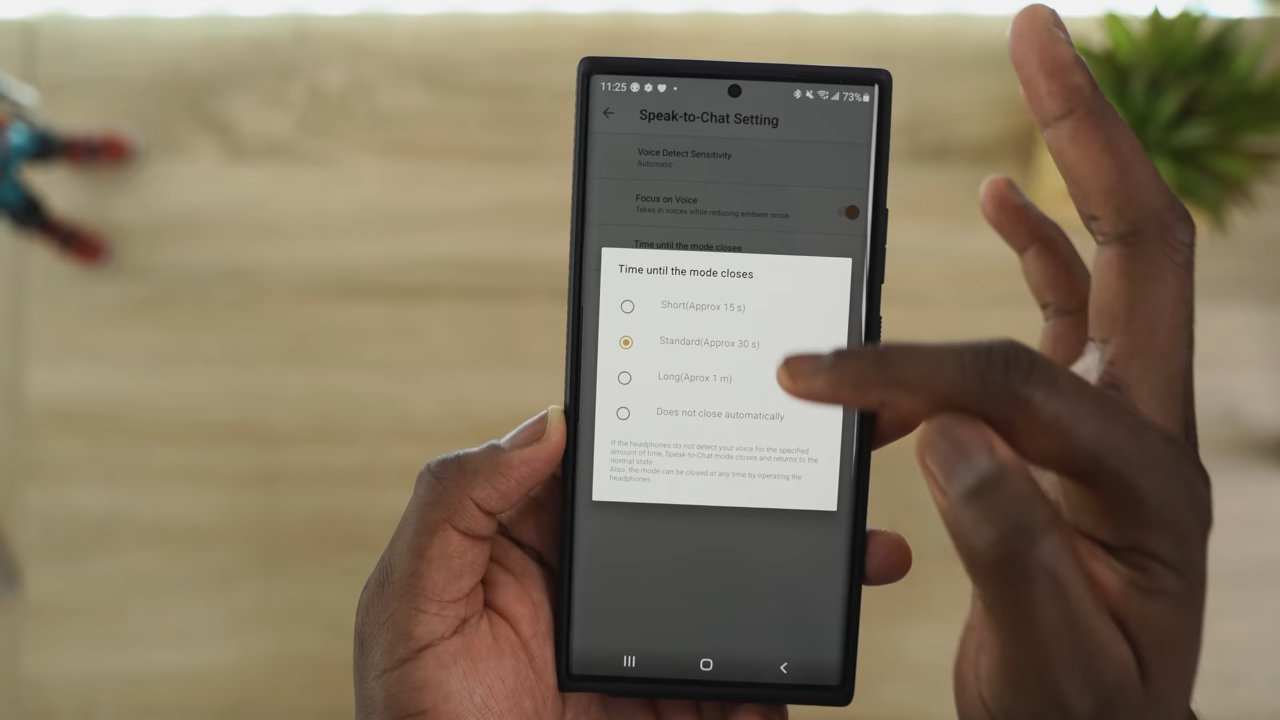 11:25
73%
Speak-to-Chat Setting
Voice Detect Sensitivity
Automatic
Focus on Voice
Takes in voices while reducing ambient noise.
Time until the mode closes
Time until the mode closes
Short(Approx 15 s)
Standard(Approx 30 s)
Long(Aprox 1 m)
Does not close automatically
If the headphones do not detect your voice for the specified
amount of time, Speak-to-Chat mode closes and returns to the
normal state.
Also, the mode can be closed at any time by operating the
headphones.